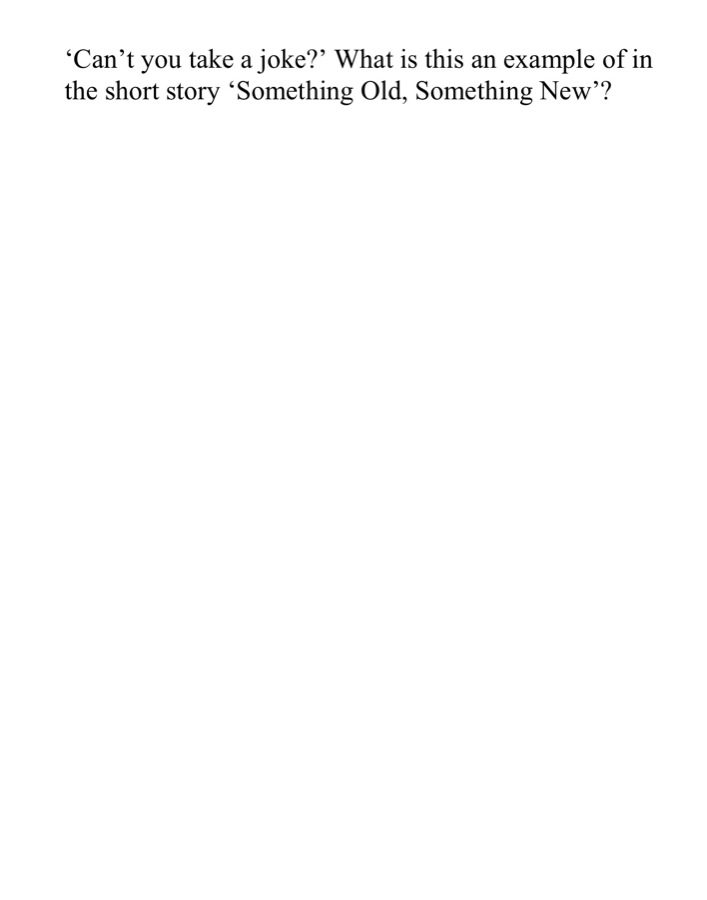 ‘Can’t you take a joke?’ What is this an example of in
the short story ‘Something Old, Something New’?